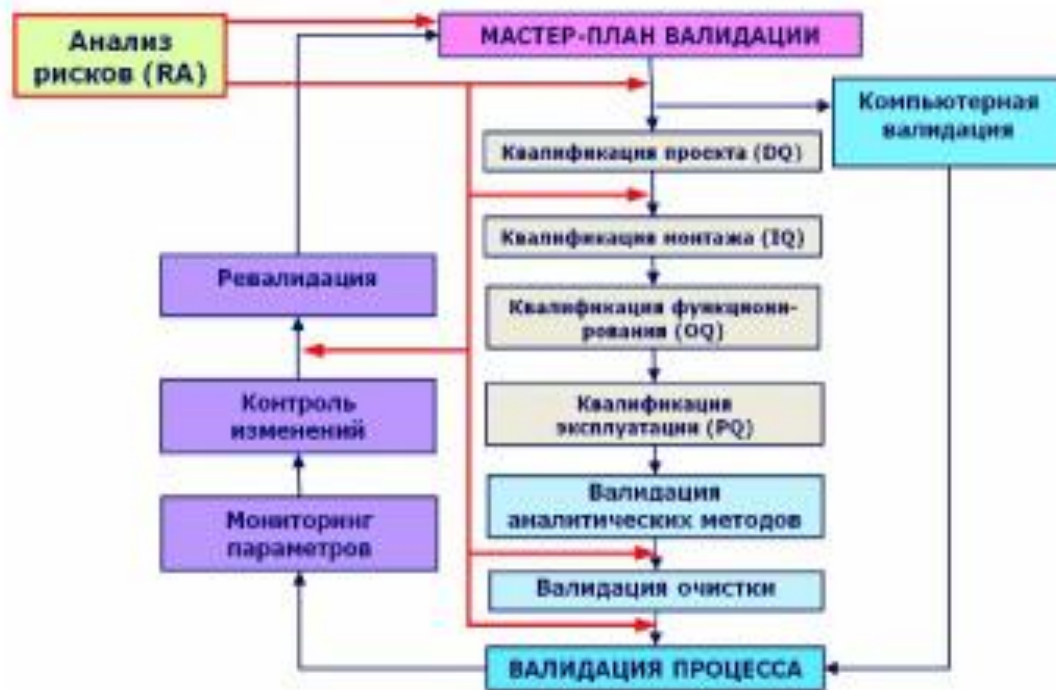 Анализ
рисков (RA)
МАСТЕР-ПЛАН ВАЛИДАЦИИ
Компьютерная
валидация
Квалификация проекта (DQ)
Квалификация монтажа (IQ)
Ревалидация
Квалификация функциони-
рования (OQ)
Контроль
изменений
Квалификация
эксплуатации (PQ)
Валидация
аналитических методов
Мониторинг
параметров
Валидация очистки
ВАЛИДАЦИЯ ПРОЦЕССА